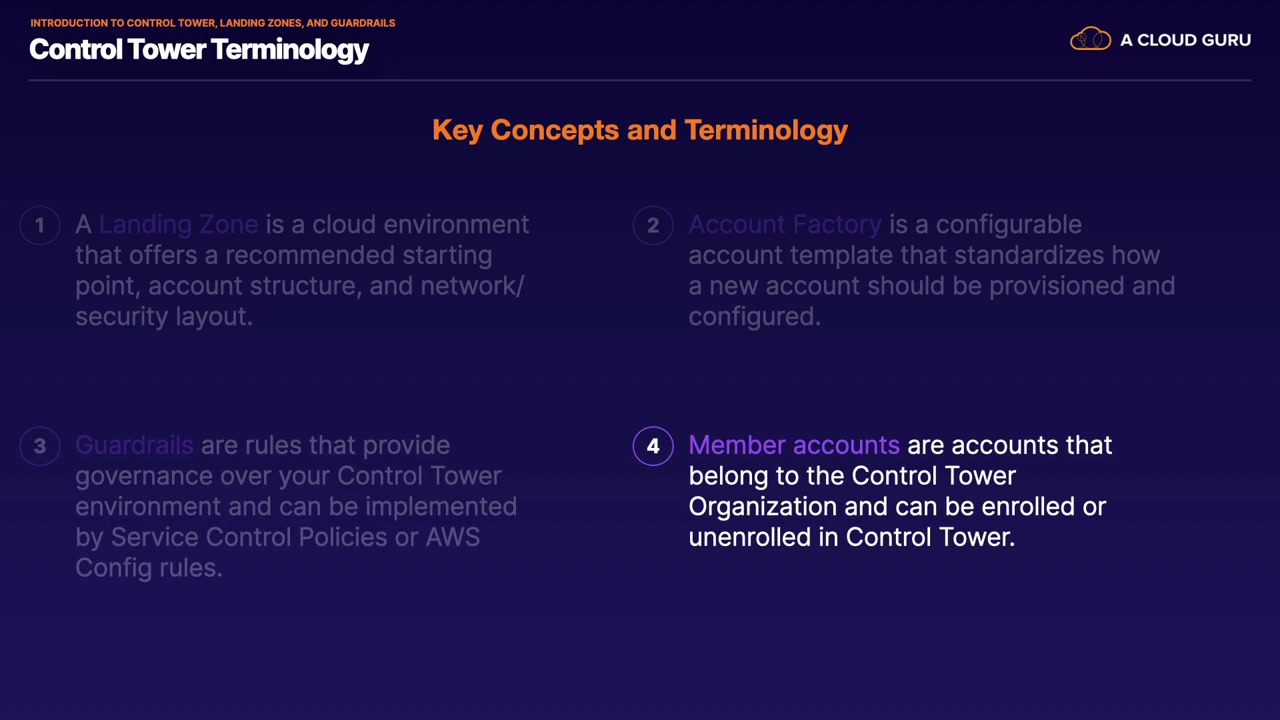 INTRODUCTION TO CONTROL TOWER, LANDING ZONES, AND GUARDRAILS
Control Tower Terminology
A CLOUD GURU
Key Concepts and Terminology
1 A Landing Zone is a cloud environment
that offers a recommended starting
point, account structure, and network/
security layout.
2 Account Factory is a configurable
account template that standardizes how
a new account should be provisioned and
configured.
3 Guardrails are rules that provide
governance over your Control Tower
environment and can be implemented
by Service Control Policies or AWS
Config rules.
4 Member accounts are accounts that
belong to the Control Tower
Organization and can be enrolled or
unenrolled in Control Tower.